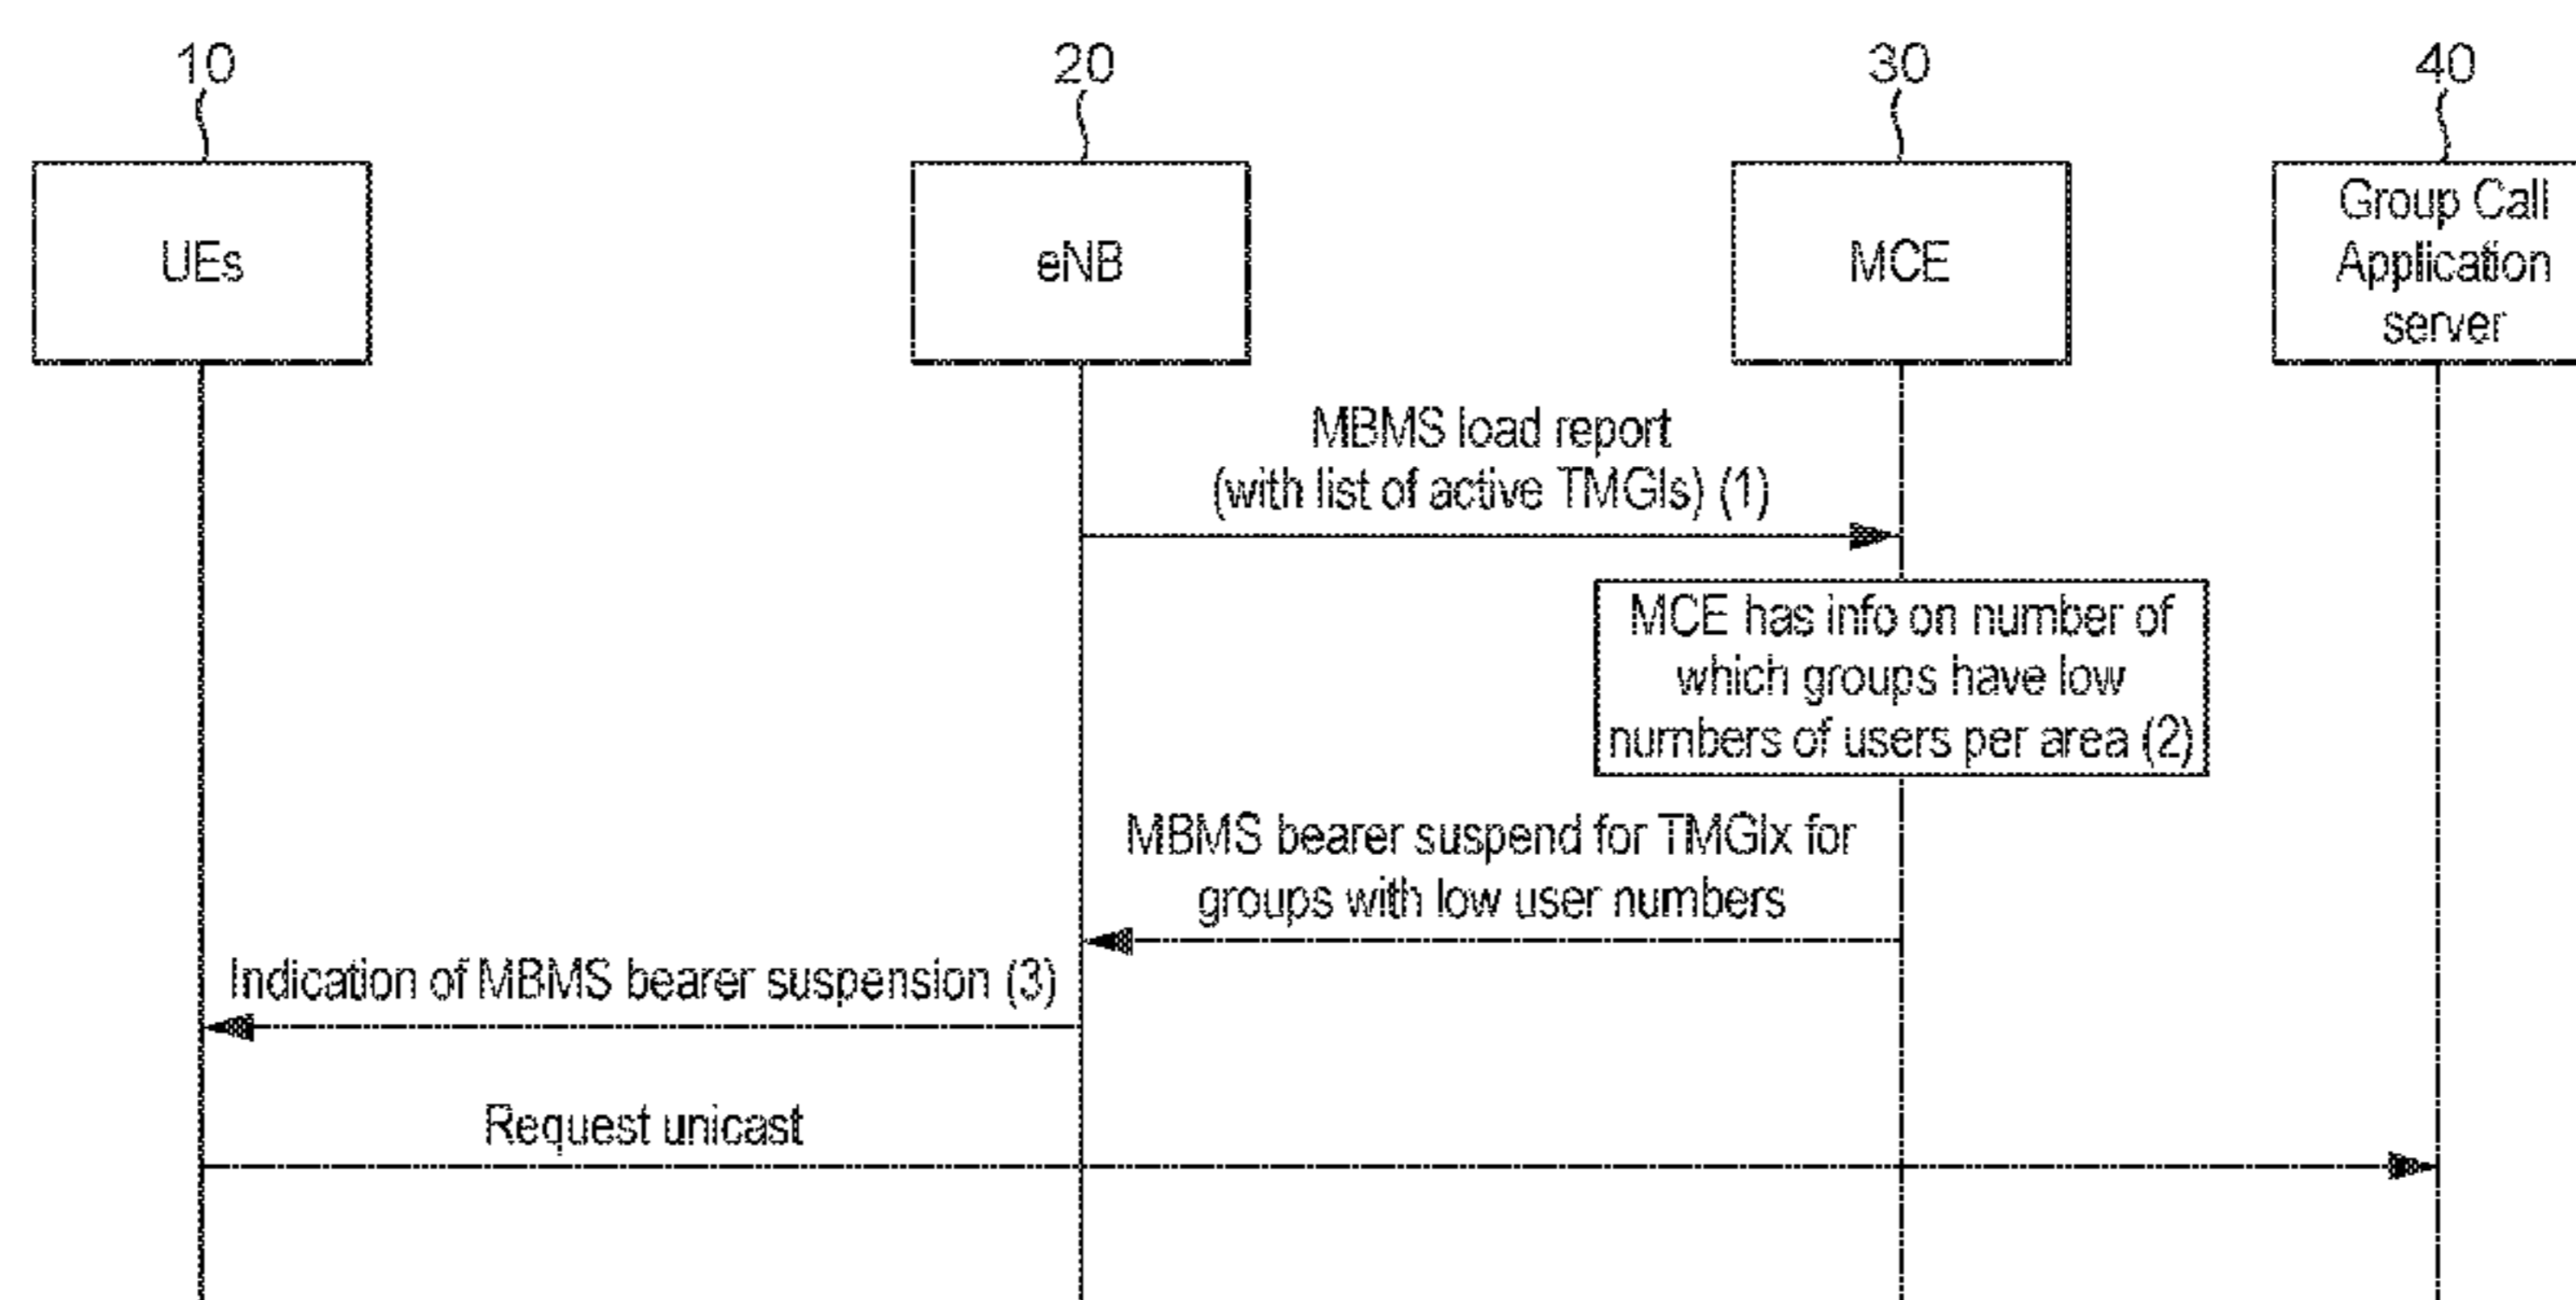 10
20
30
40
UEs
eNB
MCE
Group Call
Application
server
MBMS load report
(with list of active TMGIs) (1)
MCE has info on number of
which groups have low
numbers of users per area (2)
MBMS bearer suspend for TMGIx for
groups with low user numbers
Indication of MBMS bearer suspension (3)
Request unicast